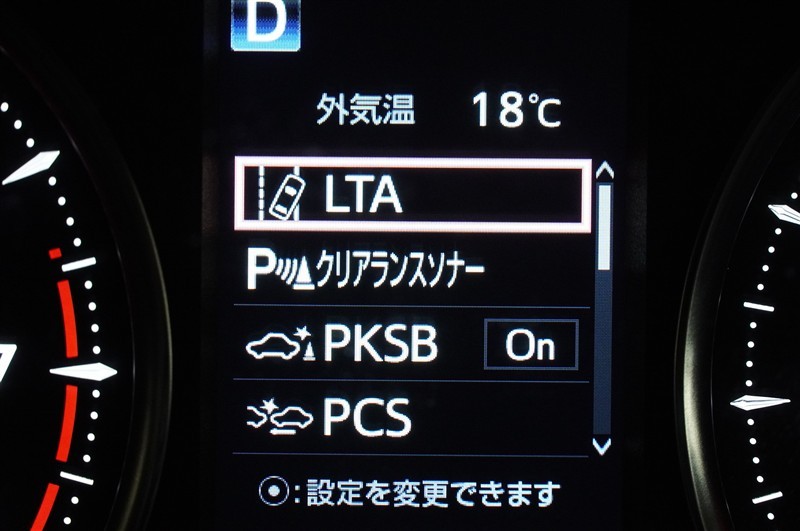 D
外気温 18℃
LTA
Pクリアランスソナー
PKSB On
PCS
:設定を変更できます